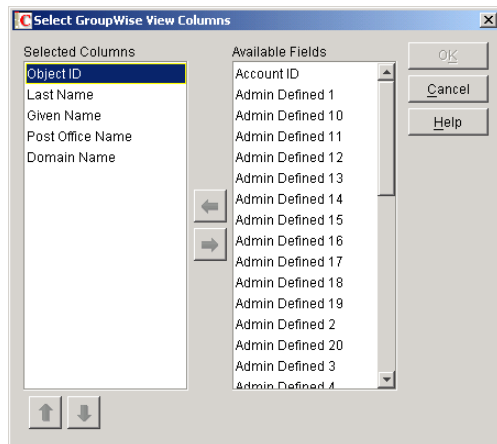 Select GroupWise View Columns
Selected Columns
Object ID
Last Name
Given Name
Post Office Name
Domain Name
Available Fields
Account ID
Admin Defined 1
Admin Defined 10
Admin Defined 11
Admin Defined 12
Admin Defined 13
Admin Defined 14
Admin Defined 15
Admin Defined 16
Admin Defined 17
Admin Defined 18
Admin Defined 19
Admin Defined 2
Admin Defined 20
Admin Defined 3
Admin Defined 4
OK
Cancel
Help